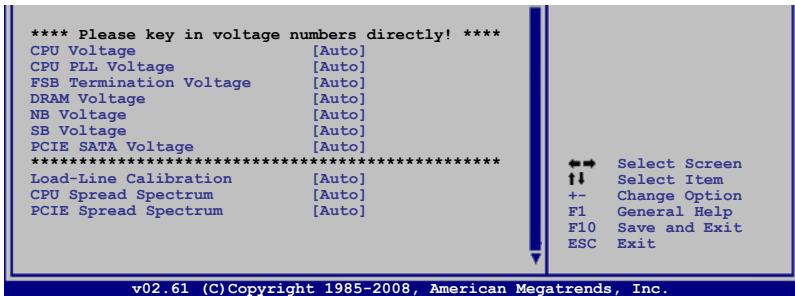 **** Please key in voltage numbers directly! ****
CPU Voltage [Auto]
CPU PLL Voltage [Auto]
FSB Termination Voltage [Auto]
DRAM Voltage [Auto]
NB Voltage [Auto]
SB Voltage [Auto]
PCIE SATA Voltage [Auto]
*************************************************
Load-Line Calibration [Auto]
CPU Spread Spectrum [Auto]
PCIE Spread Spectrum [Auto]
←→ Select Screen
↑↓ Select Item
+- Change Option
F1 General Help
F10 Save and Exit
ESC Exit
v02.61 (C)Copyright 1985-2008, American Megatrends, Inc.